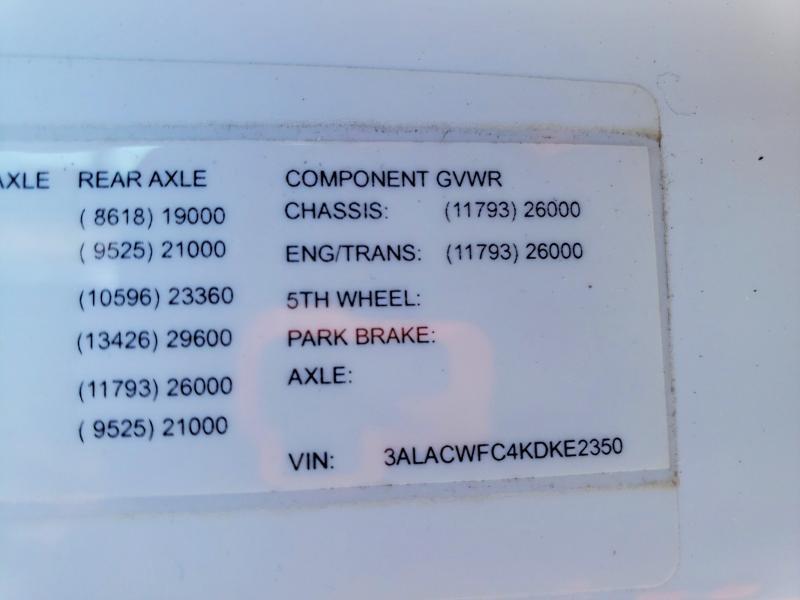 AXLE REAR AXLE COMPONENT GVWR
( 8618) 19000 CHASSIS: (11793) 26000
( 9525) 21000 ENG/TRANS: (11793) 26000
(10596) 23360 5TH WHEEL:
(13426) 29600 PARK BRAKE:
(11793) 26000 AXLE:
( 9525) 21000
VIN: 3ALACWFC4KDKE2350